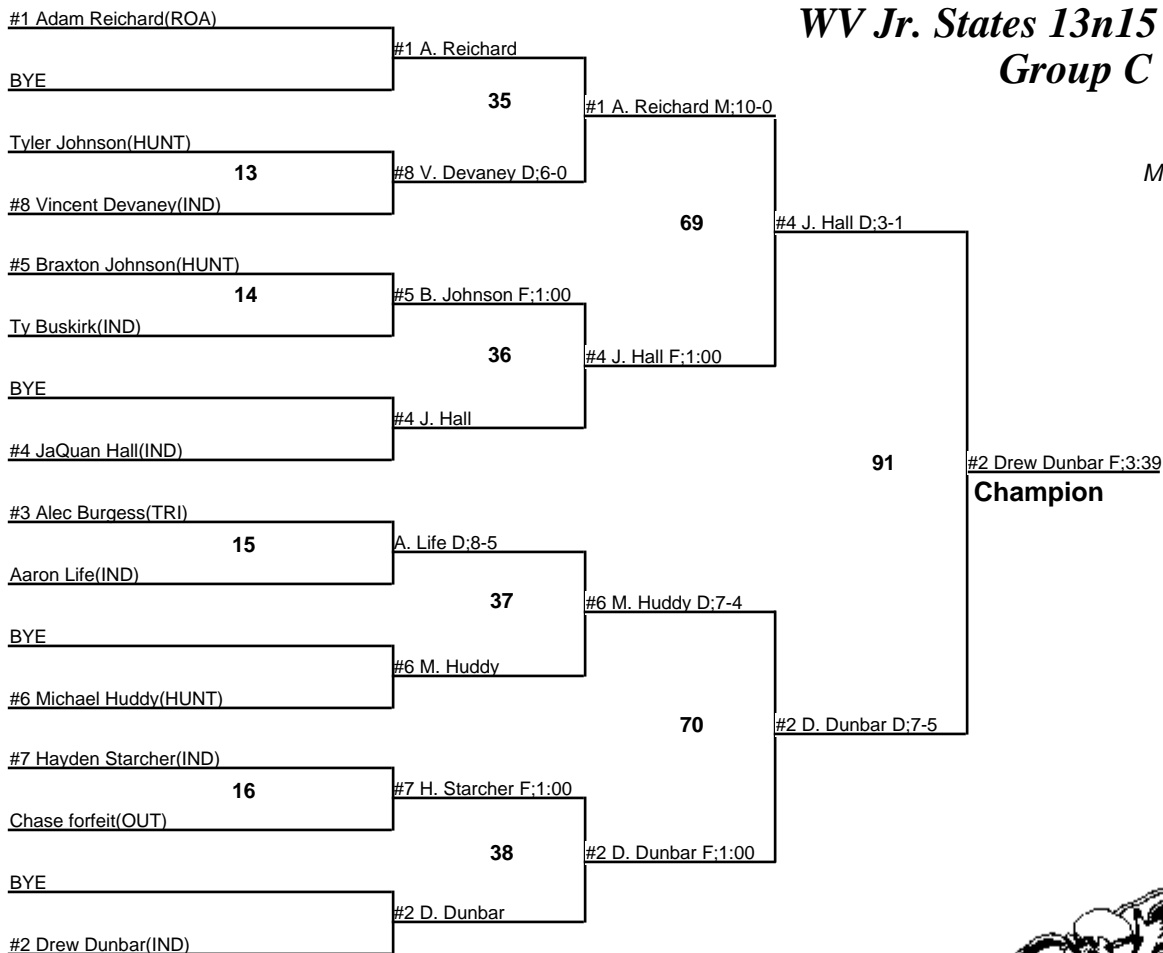 WV Jr. States 13n15
Group C
M
#1 Adam Reichard(ROA)
BYE
Tyler Johnson(HUNT)
13
#8 Vincent Devaney(IND)
#5 Braxton Johnson(HUNT)
14
Ty Buskirk(IND)
BYE
#4 JaQuan Hall(IND)
#3 Alec Burgess(TRI)
15
Aaron Life(IND)
BYE
#6 Michael Huddy(HUNT)
#7 Hayden Starcher(IND)
16
Chase forfeit(OUT)
BYE
#2 Drew Dunbar(IND)
#1 A. Reichard
35
#8 V. Devaney D;6-0
#5 B. Johnson F;1:00
36
#4 J. Hall
A. Life D;8-5
37
#6 M. Huddy
#7 H. Starcher F;1:00
38
#2 D. Dunbar
#1 A. Reichard M;10-0
69
#4 J. Hall F;1:00
#6 M. Huddy D;7-4
70
#2 D. Dunbar F;1:00
#4 J. Hall D;3-1
91
#2 D. Dunbar D;7-5
#2 Drew Dunbar F;3:39
Champion